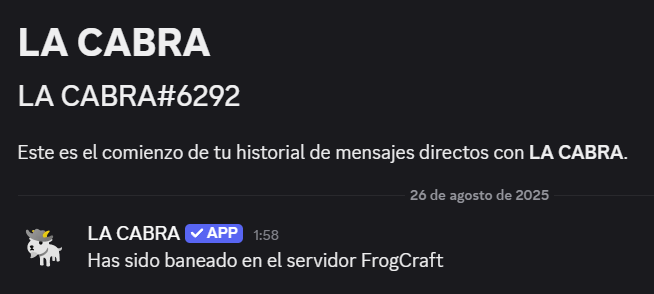 LA CABRA
LA CABRA#6292
Este es el comienzo de tu historial de mensajes directos con LA CABRA.
26 de agosto de 2025
LA CABRA APP 1:58
Has sido baneado en el servidor FrogCraft